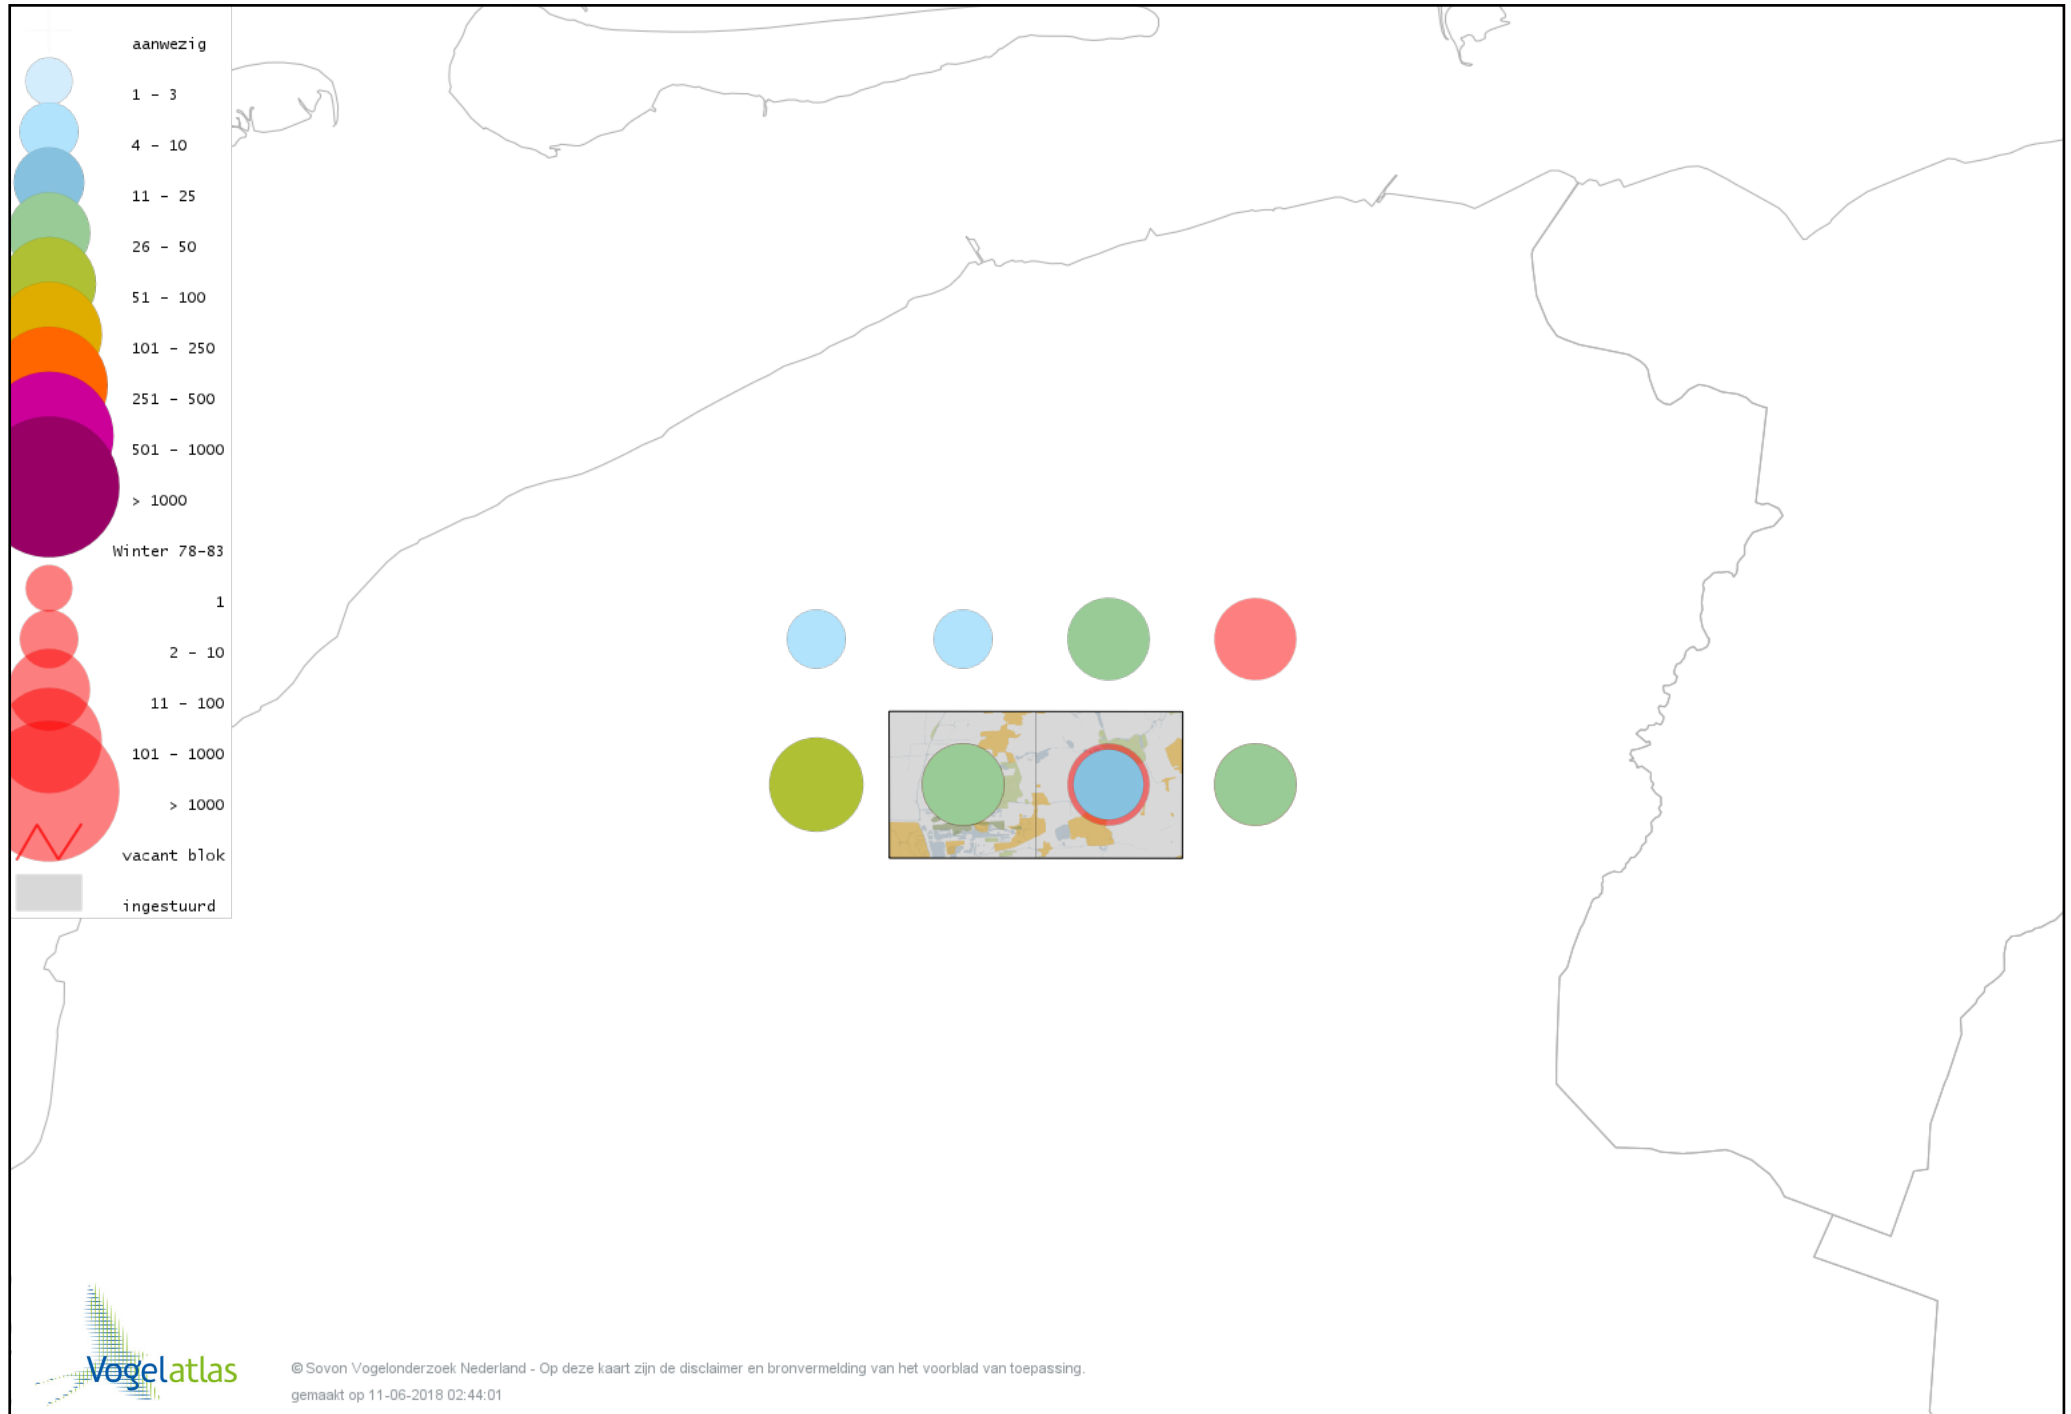 aanwezig
1 - 3
4 - 10
11 - 25
26 - 50
51 - 100
101 - 250
251 - 500
501 - 1000
> 1000
Winter 78-83
1
2 - 10
11 - 100
101 - 1000
> 1000
vacant blok
ingestuurd
Vogelatlas
© Sovon Vogelonderzoek Nederland - Op deze kaart zijn de disclaimer en bronvermelding van het voorblad van toepassing.
gemaakt op 11-06-2018 02:44:01